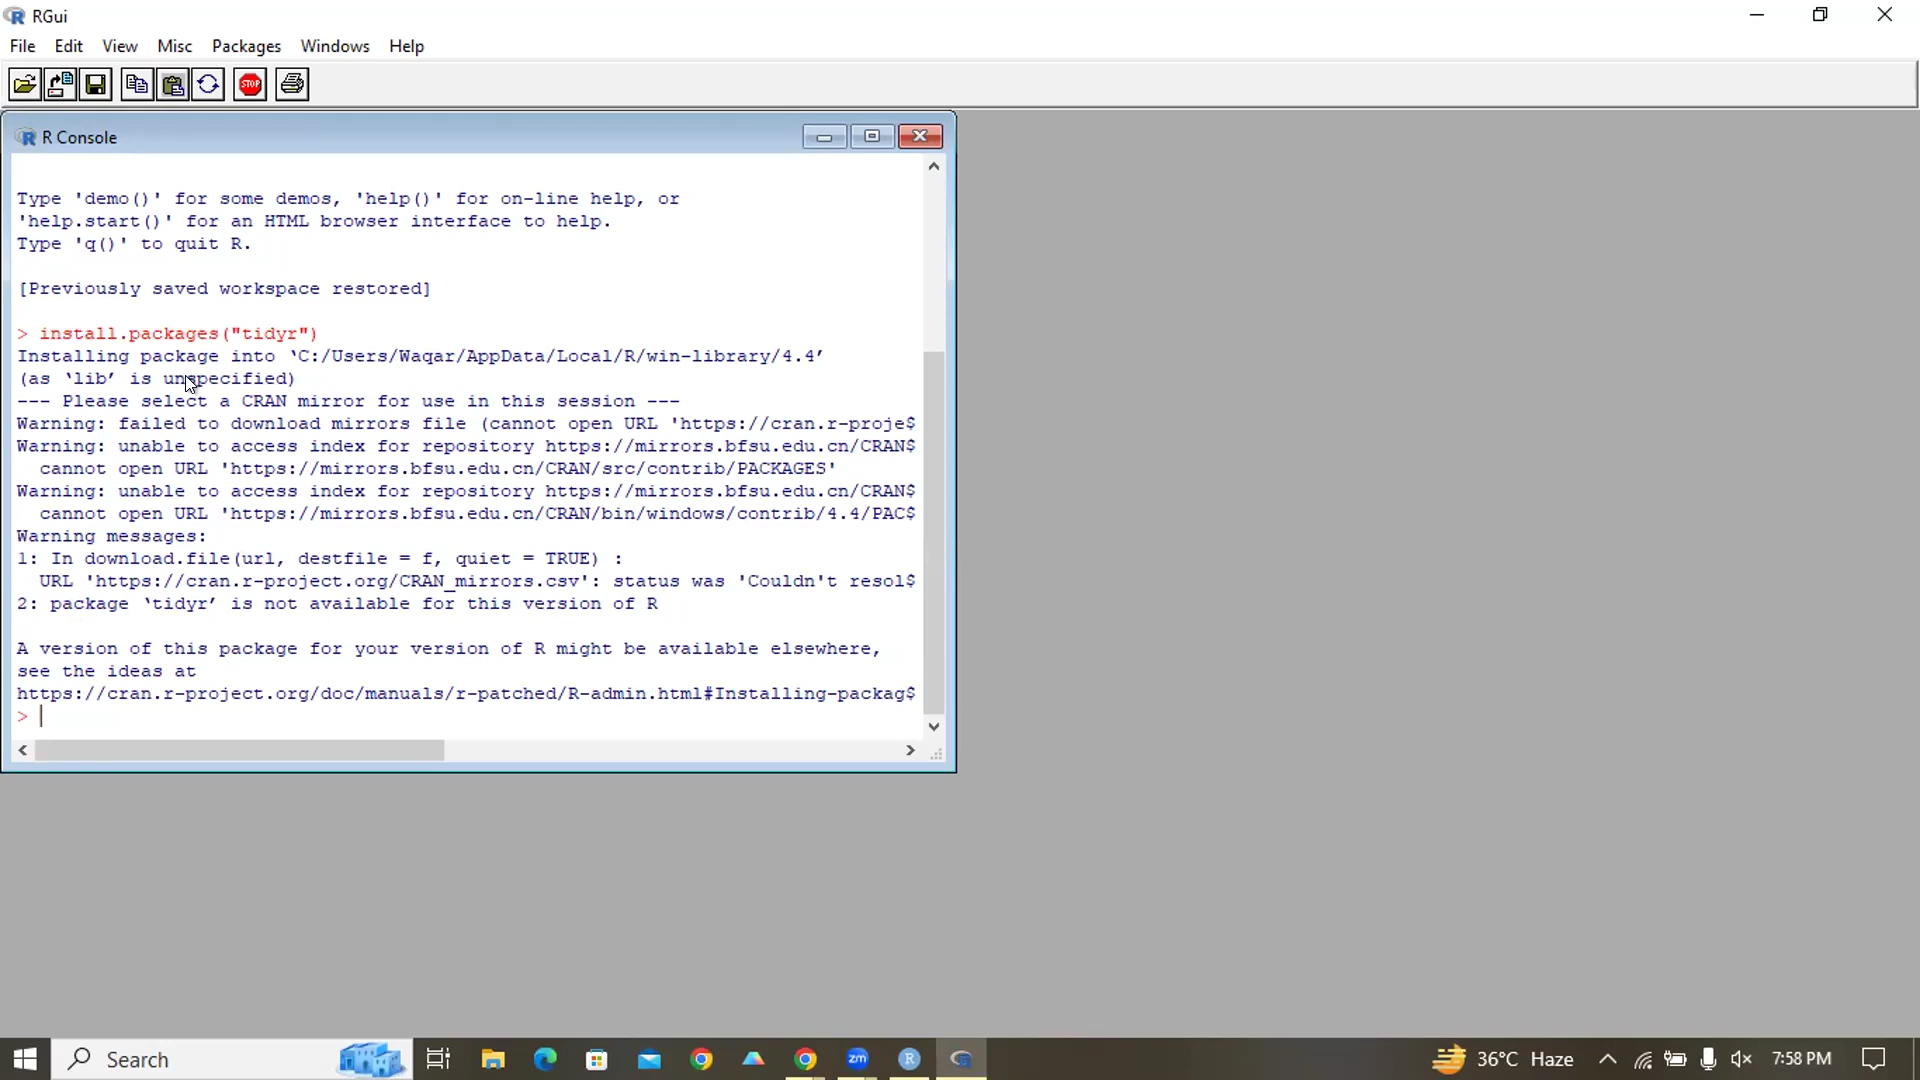 RGui
File Edit View Misc Packages Windows Help
STOP
R Console
Type 'demo()' for some demos, 'help()' for on-line help, or
'help.start()' for an HTML browser interface to help.
Type 'q()' to quit R.
[Previously saved workspace restored]
> install.packages("tidyr")
Installing package into ‘C:/Users/Waqar/AppData/Local/R/win-library/4.4’
(as ‘lib’ is unspecified)
--- Please select a CRAN mirror for use in this session ---
Warning: failed to download mirrors file (cannot open URL 'https://cran.r-proje$
Warning: unable to access index for repository https://mirrors.bfsu.edu.cn/CRAN$
cannot open URL 'https://mirrors.bfsu.edu.cn/CRAN/src/contrib/PACKAGES'
Warning: unable to access index for repository https://mirrors.bfsu.edu.cn/CRAN$
cannot open URL 'https://mirrors.bfsu.edu.cn/CRAN/bin/windows/contrib/4.4/PAC$
Warning messages:
1: In download.file(url, destfile = f, quiet = TRUE) :
URL 'https://cran.r-project.org/CRAN_mirrors.csv': status was 'Couldn't resol$
2: package ‘tidyr’ is not available for this version of R
A version of this package for your version of R might be available elsewhere,
see the ideas at
https://cran.r-project.org/doc/manuals/r-patched/R-admin.html#Installing-packag$
>
Search zm R 36°C Haze 7:58 PM